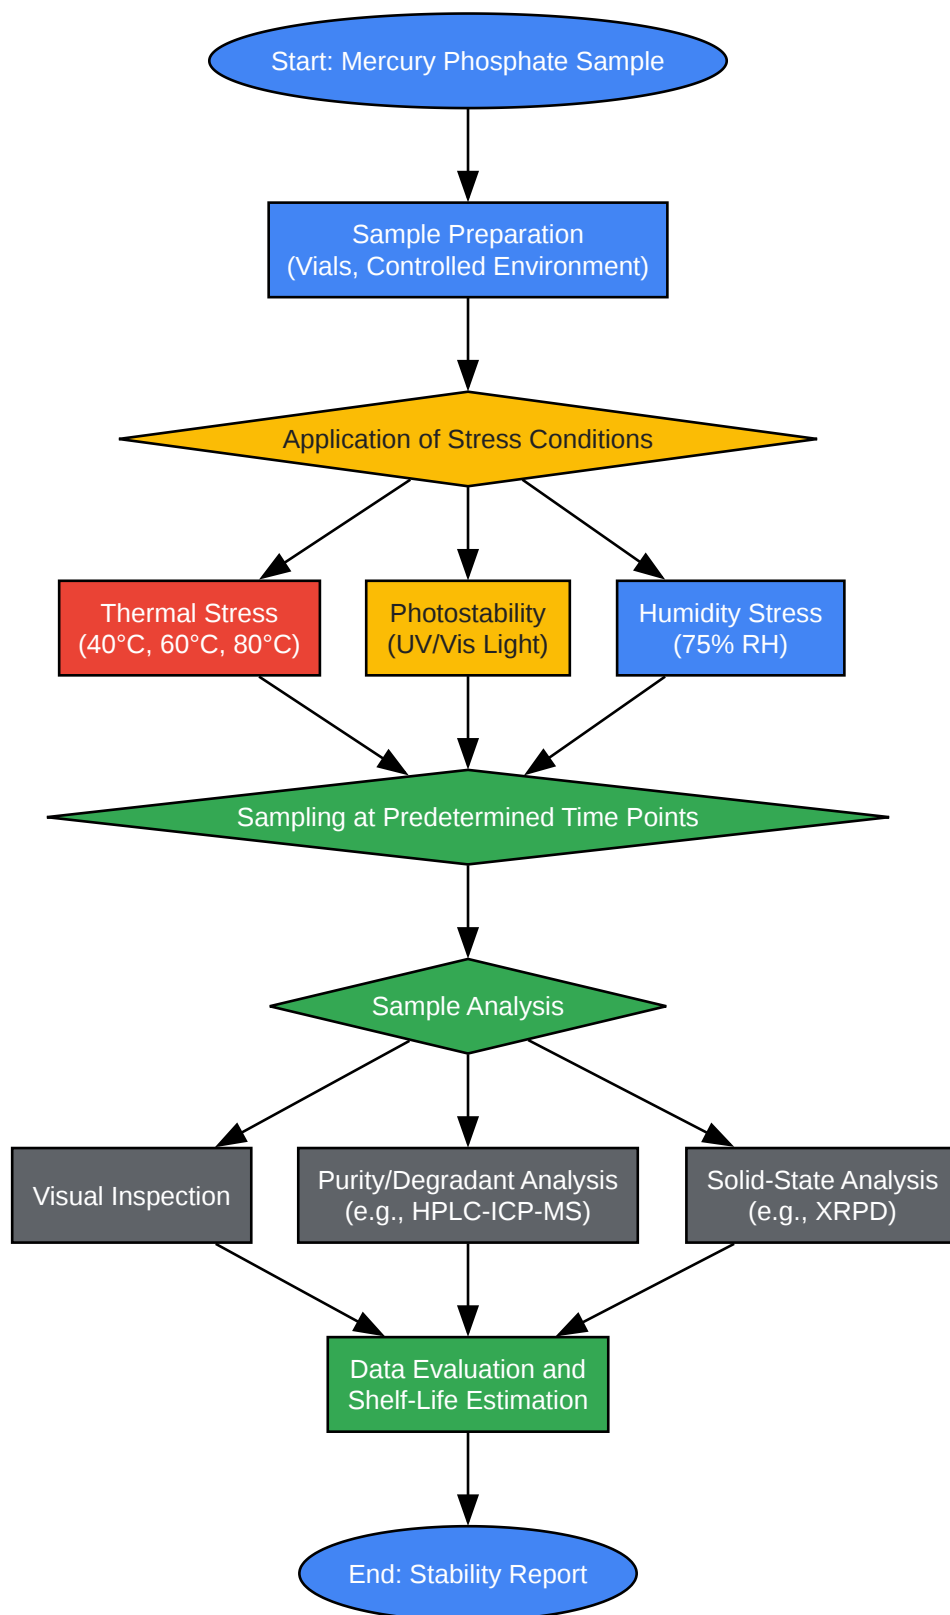 Start: Mercury Phosphate Sample
Sample Preparation
(Vials, Controlled Environment)
Application of Stress Conditions
Thermal Stress
(40°C, 60°C, 80°C)
Photostability
(UV/Vis Light)
Humidity Stress
(75% RH)
Sampling at Predetermined Time Points
Sample Analysis
Visual Inspection
Purity/Degradant Analysis
(e.g., HPLC-ICP-MS)
Solid-State Analysis
(e.g., XRPD)
Data Evaluation and
Shelf-Life Estimation
End: Stability Report